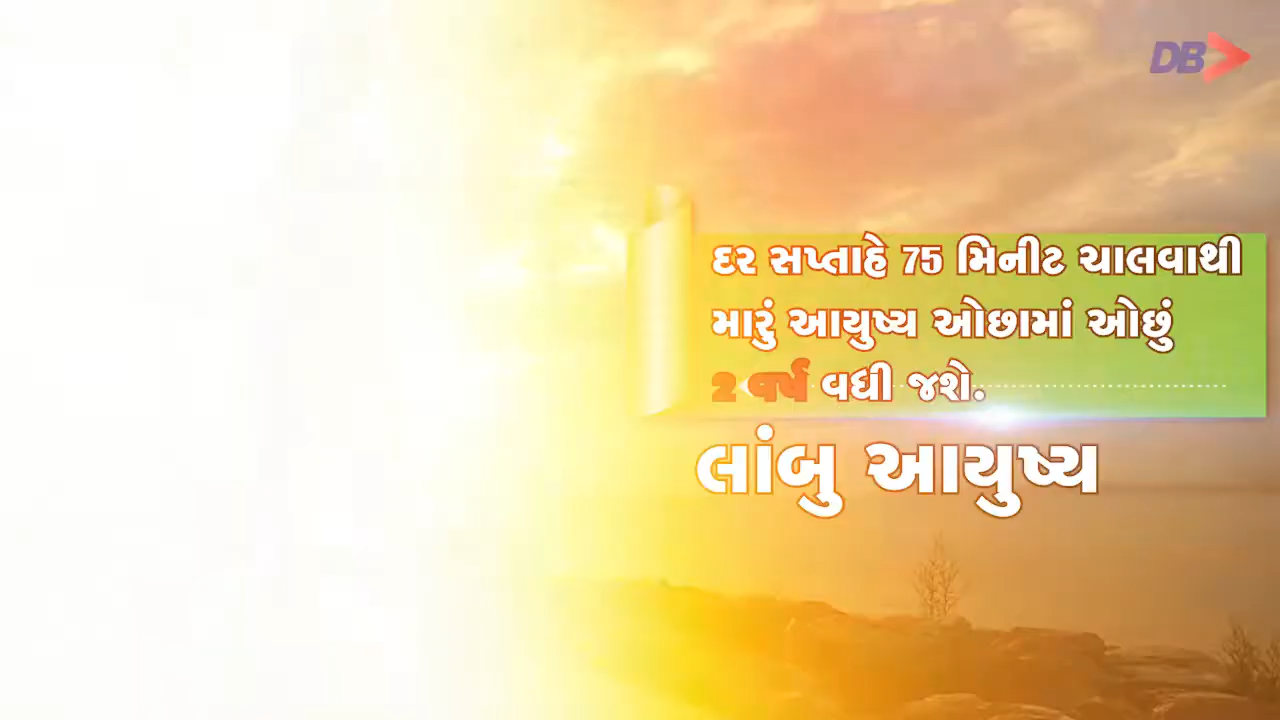 DB
દર સપ્તાહે 75 મિનીટ ચાલવાથી
મારું આયુષ્ય ઓછામાં ઓછું
2 વર્ષ વધી જશે.
લાંબુ આયુષ્ય